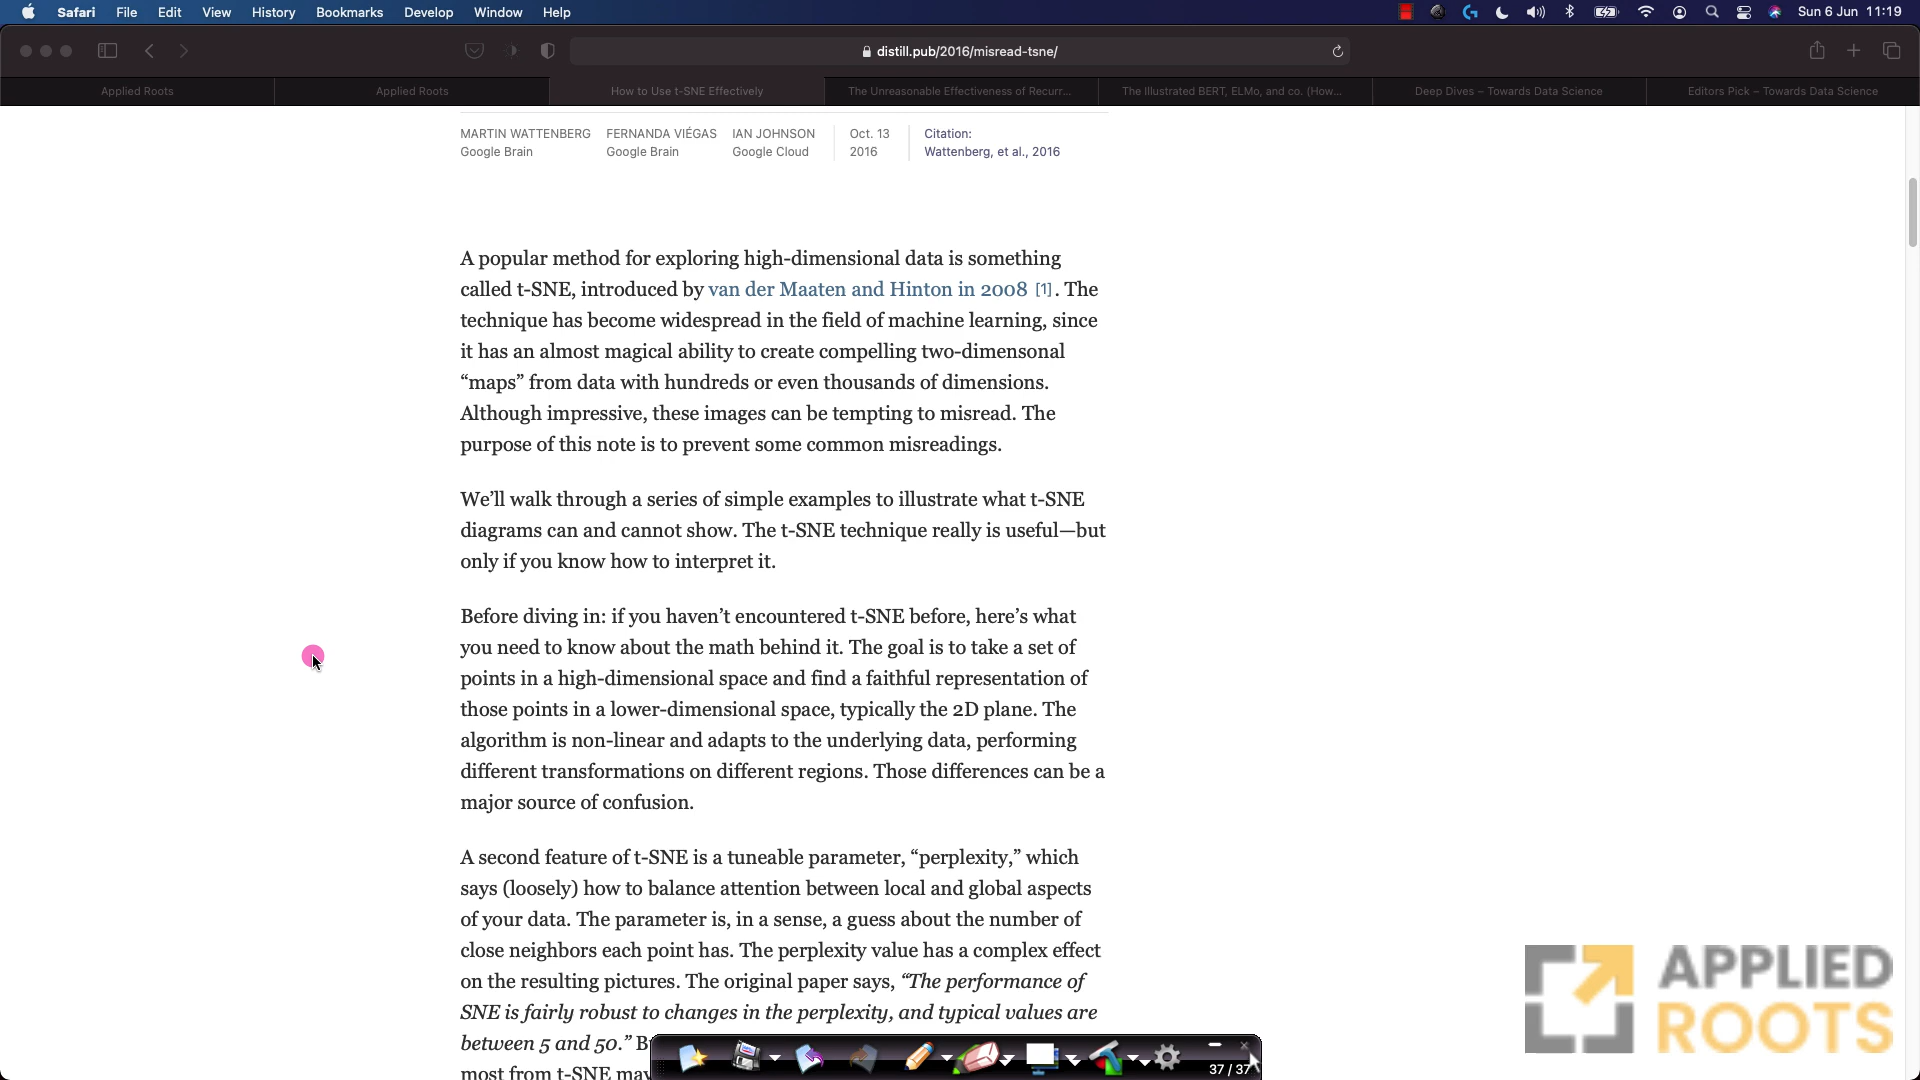 Safari File Edit View History Bookmarks Develop Window Help Sun 6 Jun 11:19
distill.pub/2016/misread-tsne/
Applied Roots Applied Roots How to Use t-SNE Effectively The Unreasonable Effectiveness of Recurr... The Illustrated BERT, ELMo, and co. (How... Deep Dives – Towards Data Science Editors Pick – Towards Data Science
MARTIN WATTENBERG FERNANDA VIÉGAS IAN JOHNSON Oct. 13 Citation:
Google Brain Google Brain Google Cloud 2016 Wattenberg, et al., 2016
A popular method for exploring high-dimensional data is something
called t-SNE, introduced by van der Maaten and Hinton in 2008 [1]. The
technique has become widespread in the field of machine learning, since
it has an almost magical ability to create compelling two-dimensonal
“maps” from data with hundreds or even thousands of dimensions.
Although impressive, these images can be tempting to misread. The
purpose of this note is to prevent some common misreadings.
We’ll walk through a series of simple examples to illustrate what t-SNE
diagrams can and cannot show. The t-SNE technique really is useful—but
only if you know how to interpret it.
Before diving in: if you haven’t encountered t-SNE before, here’s what
you need to know about the math behind it. The goal is to take a set of
points in a high-dimensional space and find a faithful representation of
those points in a lower-dimensional space, typically the 2D plane. The
algorithm is non-linear and adapts to the underlying data, performing
different transformations on different regions. Those differences can be a
major source of confusion.
A second feature of t-SNE is a tuneable parameter, “perplexity,” which
says (loosely) how to balance attention between local and global aspects
of your data. The parameter is, in a sense, a guess about the number of
close neighbors each point has. The perplexity value has a complex effect
on the resulting pictures. The original paper says, “The performance of
SNE is fairly robust to changes in the perplexity, and typical values are
between 5 and 50.”
most from t-SNE may
37 / 37
APPLIED
ROOTS